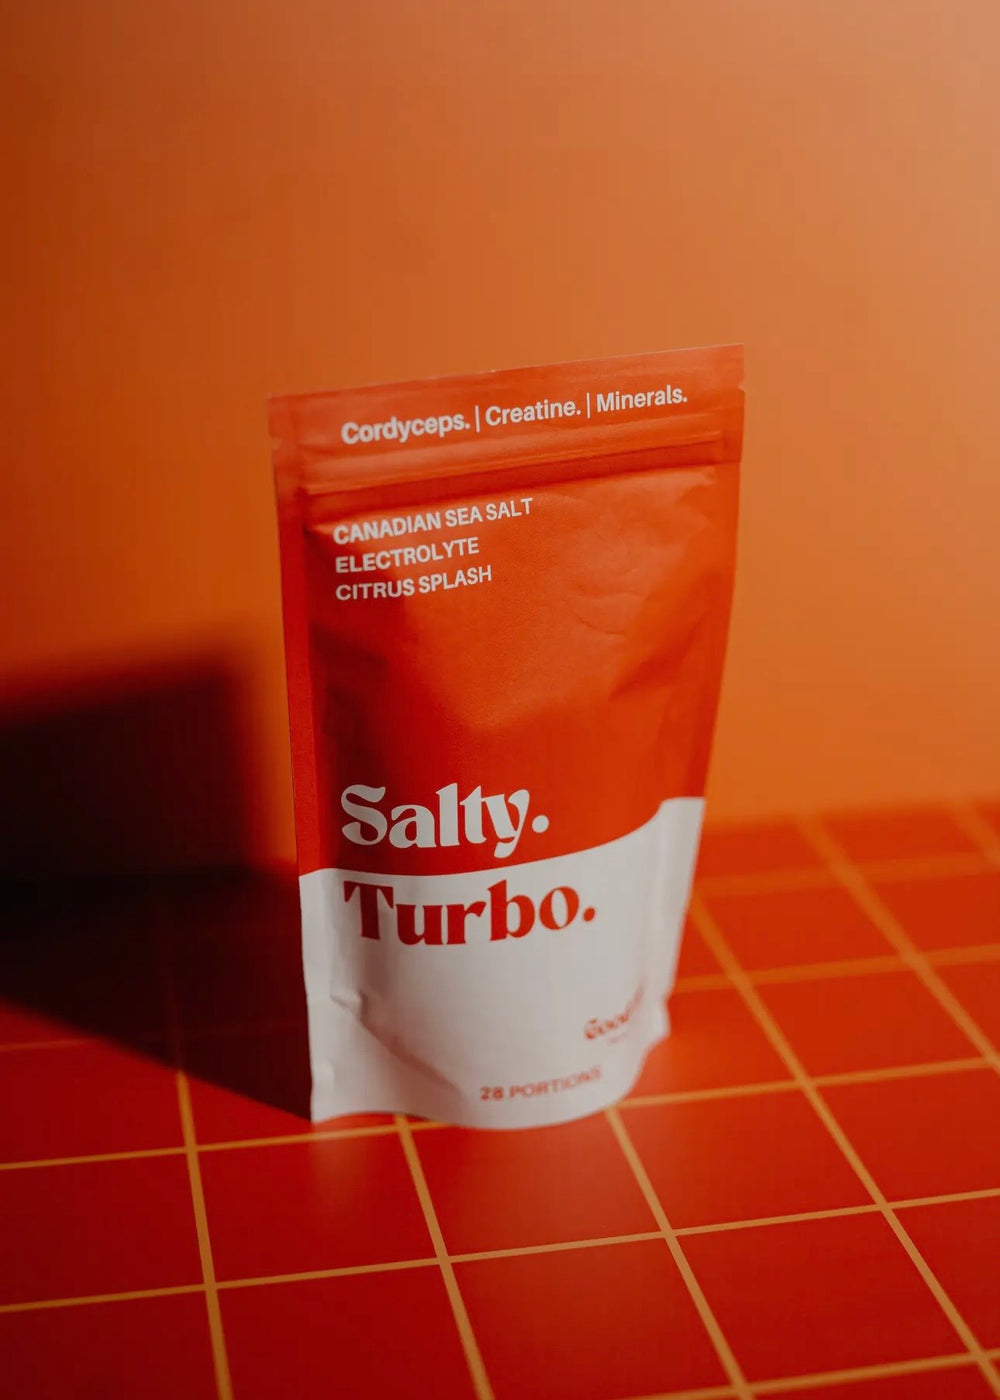 Cordyceps. | Creatine. | Minerals.
CANADIAN SEA SALT
ELECTROLYTE
CITRUS SPLASH
Salty.
Turbo.
28 PORTIONS